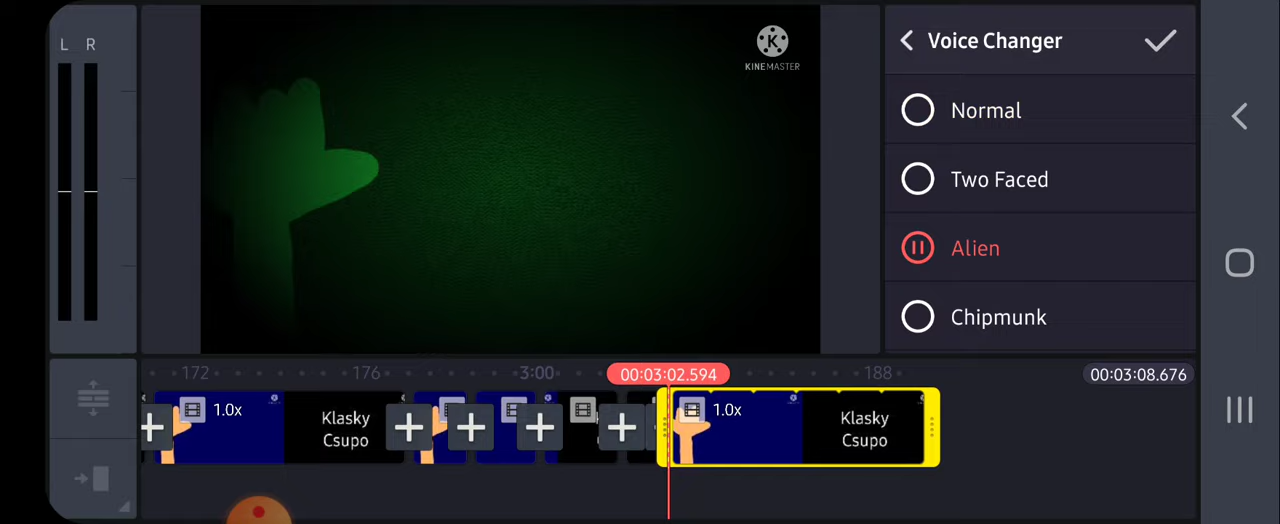 L R
K
KINEMASTER
Voice Changer
Normal
Two Faced
Alien
Chipmunk
172
176
3:00
00:03:02.594
188
00:03:08.676
1.0x
Klasky
Csupo
1.0x
Klasky
Csupo